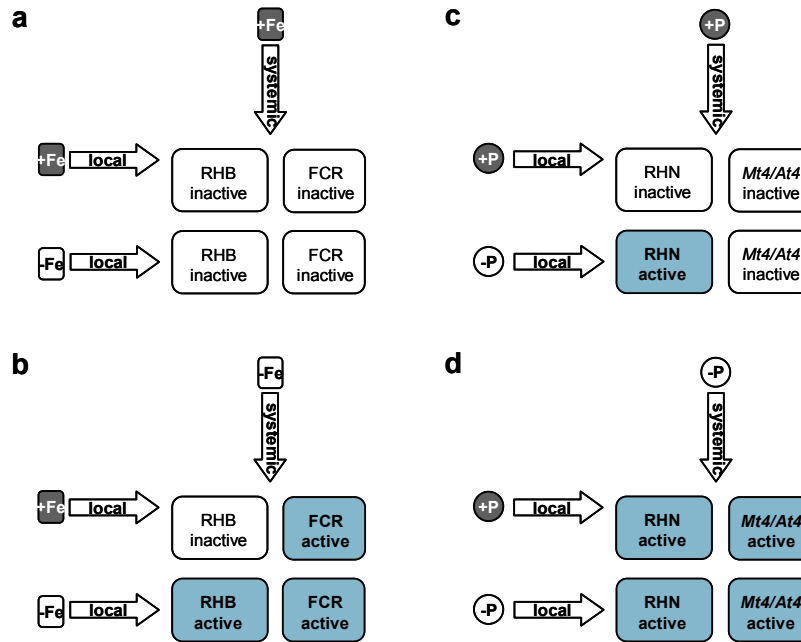 a
+Fe
systemic
+Fe
local
RHB
inactive
FCR
inactive
-Fe
local
RHB
inactive
FCR
inactive
b
-Fe
systemic
+Fe
local
RHB
inactive
FCR
active
-Fe
local
RHB
active
FCR
active
c
+P
systemic
+P
local
RHN
inactive
Mt4/At4
inactive
-P
local
RHN
active
Mt4/At4
inactive
d
-P
systemic
+P
local
RHN
active
Mt4/At4
active
-P
local
RHN
active
Mt4/At4
active